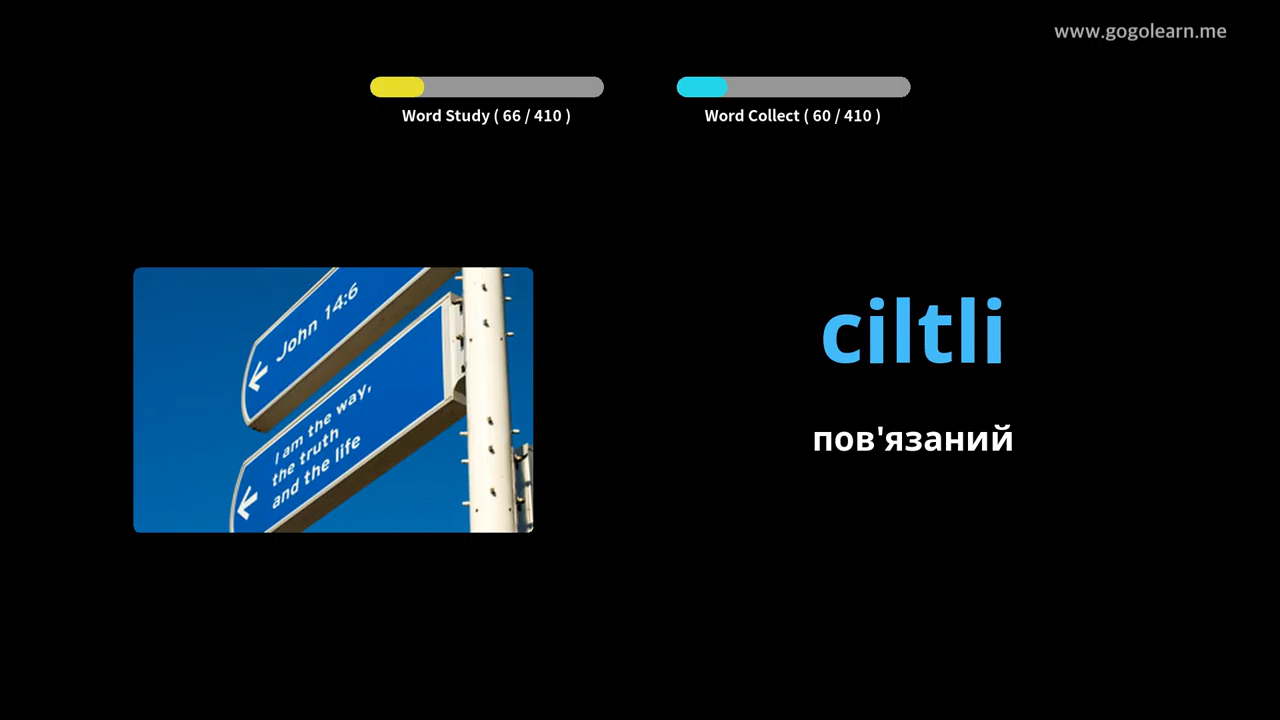 www.gogolearn.me
Word Study ( 66 / 410 )
Word Collect ( 60 / 410 )
John 14:6
I am the way,
the truth
and the life
ciltli
пов'язаний